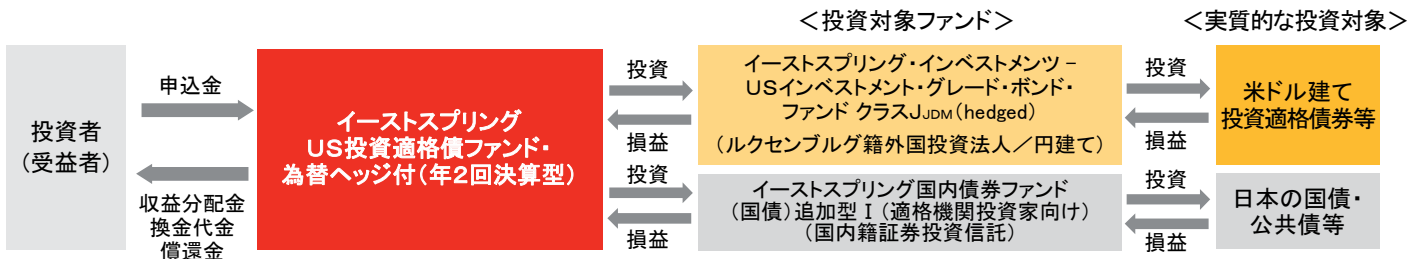 ＜投資対象ファンド＞
＜実質的な投資対象＞
投資者
（受益者）
申込金
収益分配金
換金代金
償還金
イーストスプリング
US投資適格債ファンド・
為替ヘッジ付（年2回決算型）
投資
損益
投資
損益
イーストスプリング・インベストメンツ－
USインベストメント・グレード・ボンド・
ファンド クラスJJDM（hedged）
（ルクセンブルグ籍外国投資法人／円建て）
イーストスプリング国内債券ファンド
（国債）追加型Ⅰ（適格機関投資家向け）
（国内籍証券投資信託）
投資
損益
投資
損益
米ドル建て
投資適格債券等
日本の国債・
公共債等